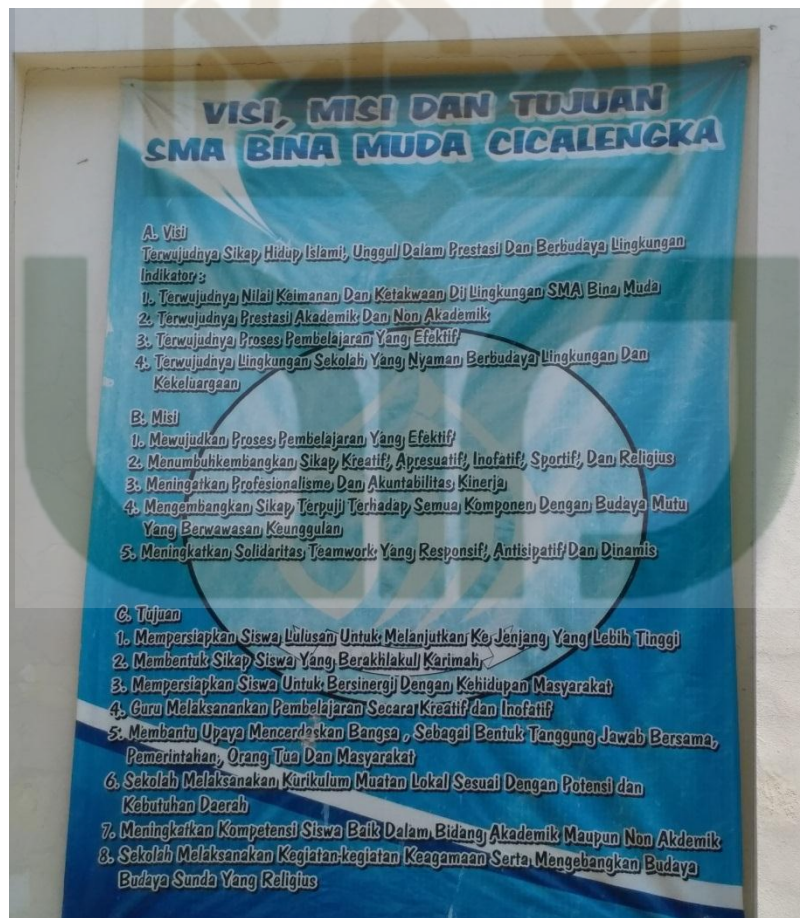 VISI, MISI DAN TUJUAN
SMA BINA MUDA CICALENGKA
A. Visi
Terwujudnya Sikap Hidup Islami, Unggul Dalam Prestasi Dan Berbudaya Lingkungan
Indikator :
1. Terwujudnya Nilai Keimanan Dan Ketakwaan Di Lingkungan SMA Bina Muda
2. Terwujudnya Prestasi Akademik Dan Non Akademik
3. Terwujudnya Proses Pembelajaran Yang Efektif
4. Terwujudnya Lingkungan Sekolah Yang Nyaman Berbudaya Lingkungan Dan
Kekeluargaan
B. Misi
1. Mewujudkan Proses Pembelajaran Yang Efektif
2. Menumbuhkembangkan Sikap Kreatif, Apresuatif, Inofatif, Sportif, Dan Religius
3. Meningatkan Profesionalisme Dan Akuntabilitas Kinerja
4. Mengembangkan Sikap Terpuji Terhadap Semua Komponen Dengan Budaya Mutu
Yang Berwawasan Keunggulan
5. Meningkatkan Solidaritas Teamwork Yang Responsif, Antisipatif Dan Dinamis
C. Tujuan
1. Mempersiapkan Siswa Lulusan Untuk Melanjutkan Ke Jenjang Yang Lebih Tinggi
2. Membentuk Sikap Siswa Yang Berakhlakul Karimah
3. Mempersiapkan Siswa Untuk Bersinergi Dengan Kehidupan Masyarakat
4. Guru Melaksanankan Pembelajaran Secara Kreatif dan Inofatif
5. Membantu Upaya Mencerdaskan Bangsa , Sebagai Bentuk Tanggung Jawab Bersama,
Pemerintahan, Orang Tua Dan Masyarakat
6. Sekolah Melaksanakan Kurikulum Muatan Lokal Sesuai Dengan Potensi dan
Kebutuhan Daerah
7. Meningkatkan Kompetensi Siswa Baik Dalam Bidang Akademik Maupun Non Akdemik
8. Sekolah Melaksanakan Kegiatan-kegiatan Keagamaan Serta Mengebangkan Budaya
Budaya Sunda Yang Religius